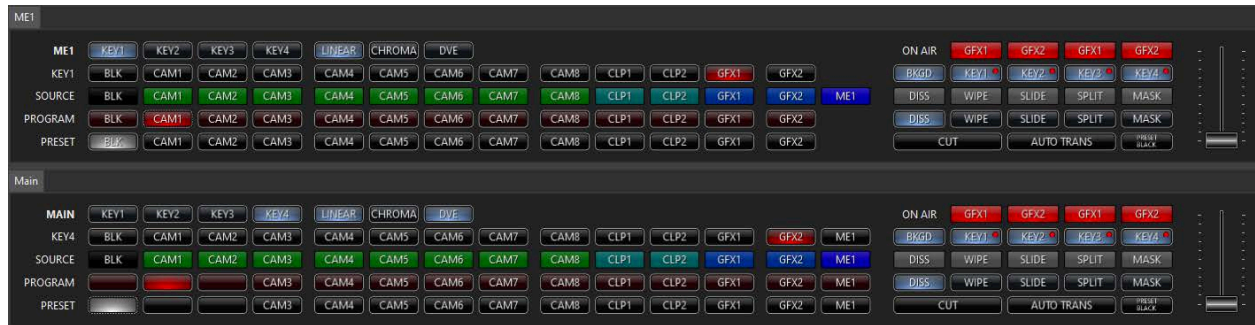 ME1
ME1 KEY1 KEY2 KEY3 KEY4 LINEAR CHROMA DVE ON AIR GFX1 GFX2 GFX1 GFX2
KEY1 BLK CAM1 CAM2 CAM3 CAM4 CAM5 CAM6 CAM7 CAM8 CLP1 CLP2 GFX1 GFX2 BKGD KEY1 KEY2 KEY3 KEY4
SOURCE BLK CAM1 CAM2 CAM3 CAM4 CAM5 CAM6 CAM7 CAM8 CLP1 CLP2 GFX1 GFX2 ME1 DISS WIPE SLIDE SPLIT MASK
PROGRAM BLK CAM1 CAM2 CAM3 CAM4 CAM5 CAM6 CAM7 CAM8 CLP1 CLP2 GFX1 GFX2 DISS WIPE SLIDE SPLIT MASK
PRESET BLK CAM1 CAM2 CAM3 CAM4 CAM5 CAM6 CAM7 CAM8 CLP1 CLP2 GFX1 GFX2 CUT AUTO TRANS PRESET BLACK
Main
MAIN KEY1 KEY2 KEY3 KEY4 LINEAR CHROMA DVE ON AIR GFX1 GFX2 GFX1 GFX2
KEY4 BLK CAM1 CAM2 CAM3 CAM4 CAM5 CAM6 CAM7 CAM8 CLP1 CLP2 GFX1 GFX2 ME1 BKGD KEY1 KEY2 KEY3 KEY4
SOURCE BLK CAM1 CAM2 CAM3 CAM4 CAM5 CAM6 CAM7 CAM8 CLP1 CLP2 GFX1 GFX2 ME1 DISS WIPE SLIDE SPLIT MASK
PROGRAM CAM3 CAM4 CAM5 CAM6 CAM7 CAM8 CLP1 CLP2 GFX1 GFX2 ME1 DISS WIPE SLIDE SPLIT MASK
PRESET CAM3 CAM4 CAM5 CAM6 CAM7 CAM8 CLP1 CLP2 GFX1 GFX2 ME1 CUT AUTO TRANS PRESET BLACK